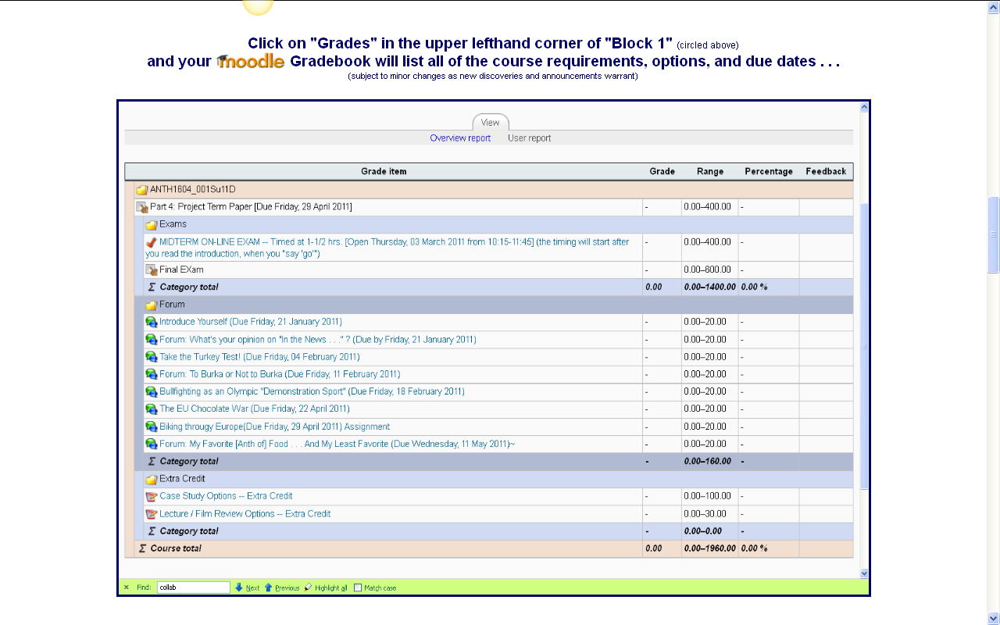 Click on "Grades" in the upper lefthand corner of "Block 1" (circled above)
and your moodle Gradebook will list all of the course requirements, options, and due dates . . .
(subject to minor changes as new discoveries and announcements warrant)
View
Overview report User report
Grade item Grade Range Percentage Feedback
ANTH1604_001Su11D
Part 4: Project Term Paper [Due Friday, 29 April 2011] - 0.00–400.00 -
Exams
MIDTERM ON-LINE EXAM -- Timed at 1-1/2 hrs. [Open Thursday, 03 March 2011 from 10:15-11:45] (the timing will start after - 0.00–400.00 -
you read the introduction, when you "say 'go'")
Final EXam - 0.00–600.00 -
Σ Category total 0.00 0.00–1400.00 0.00 %
Forum
Introduce Yourself (Due Friday, 21 January 2011) - 0.00–20.00 -
Forum: What's your opinion on "In the News . . ." ? (Due by Friday, 21 January 2011) - 0.00–20.00 -
Take the Turkey Test! (Due Friday, 04 February 2011) - 0.00–20.00 -
Forum: To Burka or Not to Burka (Due Friday, 11 February 2011) - 0.00–20.00 -
Bullfighting as an Olympic "Demonstration Sport" (Due Friday, 18 February 2011) - 0.00–20.00 -
The EU Chocolate War (Due Friday, 22 April 2011) - 0.00–20.00 -
Biking througy Europe(Due Friday, 29 April 2011) Assignment - 0.00–20.00 -
Forum: My Favorite [Anth of] Food . . . And My Least Favorite (Due Wednesday, 11 May 2011)~ - 0.00–20.00 -
Σ Category total - 0.00–160.00 -
Extra Credit
Case Study Options -- Extra Credit - 0.00–100.00 -
Lecture / Film Review Options -- Extra Credit - 0.00–30.00 -
Σ Category total - 0.00–0.00 -
Σ Course total 0.00 0.00–1960.00 0.00 %
× Find: collab Next Previous Highlight all Match case